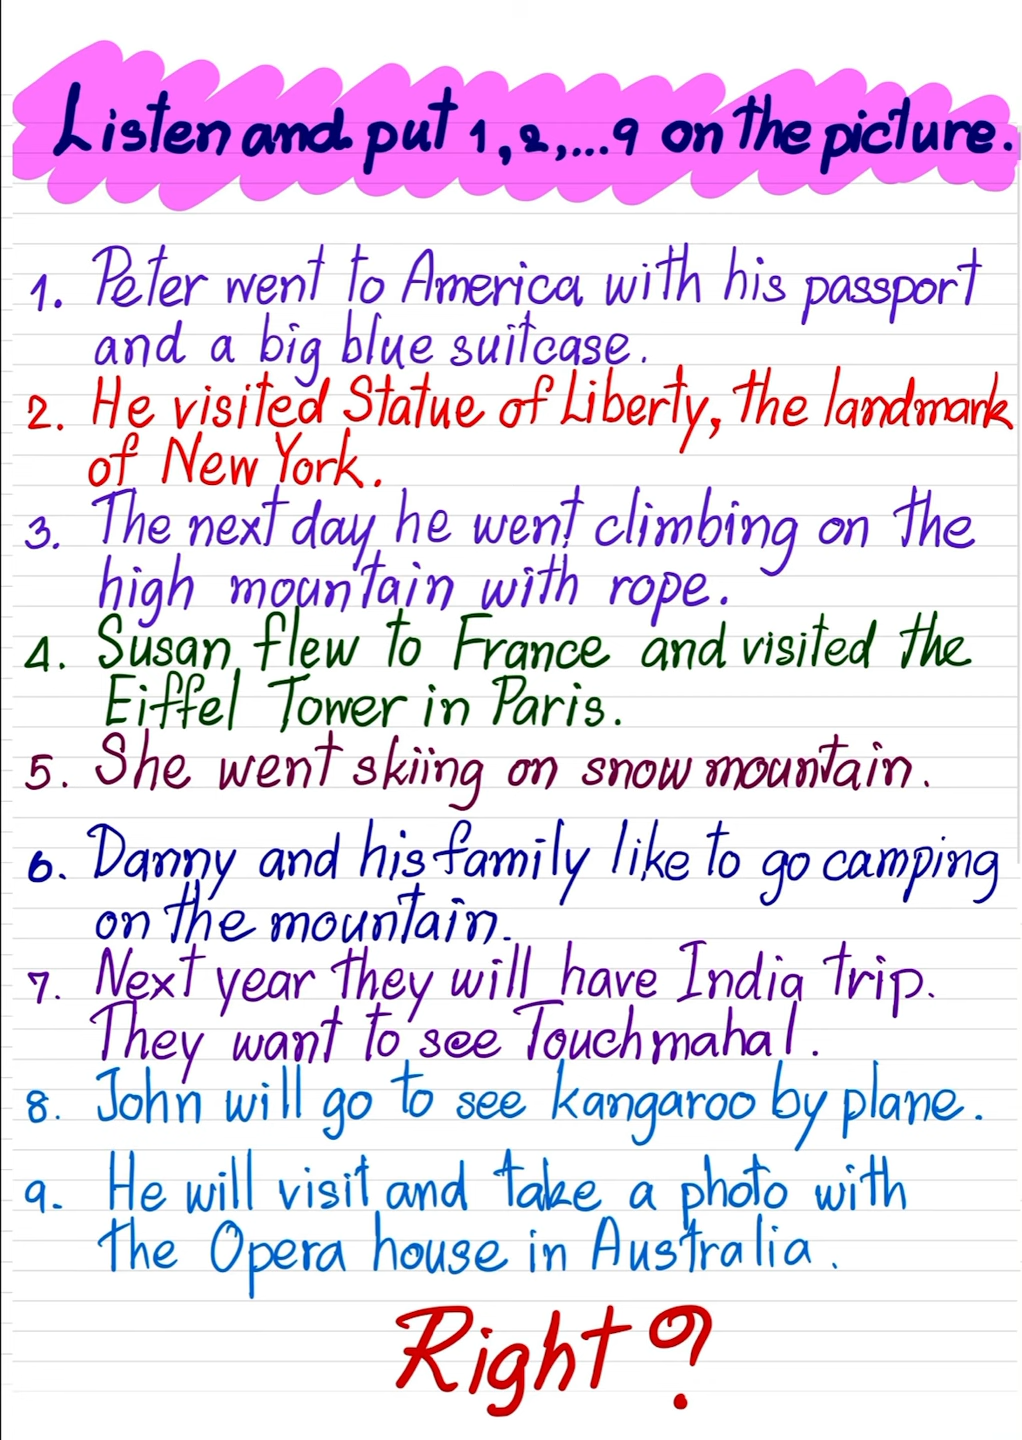 Listen and put 1, 2,...9 on the picture.
1. Peter went to America with his passport
and a big blue suitcase.
2. He visited Statue of Liberty, the landmark
of New York.
3. The next day he went climbing on the
high mountain with rope.
4. Susan flew to France and visited the
Eiffel Tower in Paris.
5. She went skiing on snow mountain.
6. Danny and his family like to go camping
on the mountain.
7. Next year they will have India trip.
They want to see Touchmahal.
8. John will go to see kangaroo by plane.
9. He will visit and take a photo with
the Opera house in Australia.
Right?